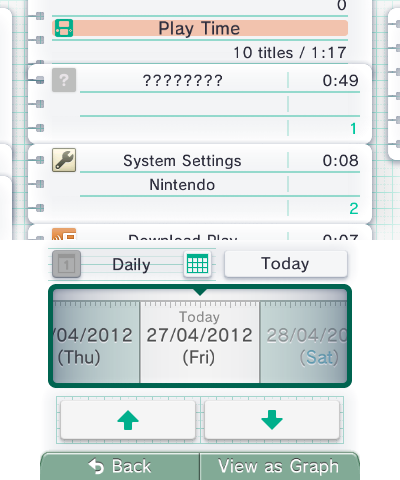 0
Play Time
10 titles / 1:17
?
???????? 0:49
1
System Settings 0:08
Nintendo
2
Download Play 0:07
1 Daily Today
Today
/04/2012 27/04/2012 28/04/20
(Thu) (Fri) (Sat)
Back View as Graph